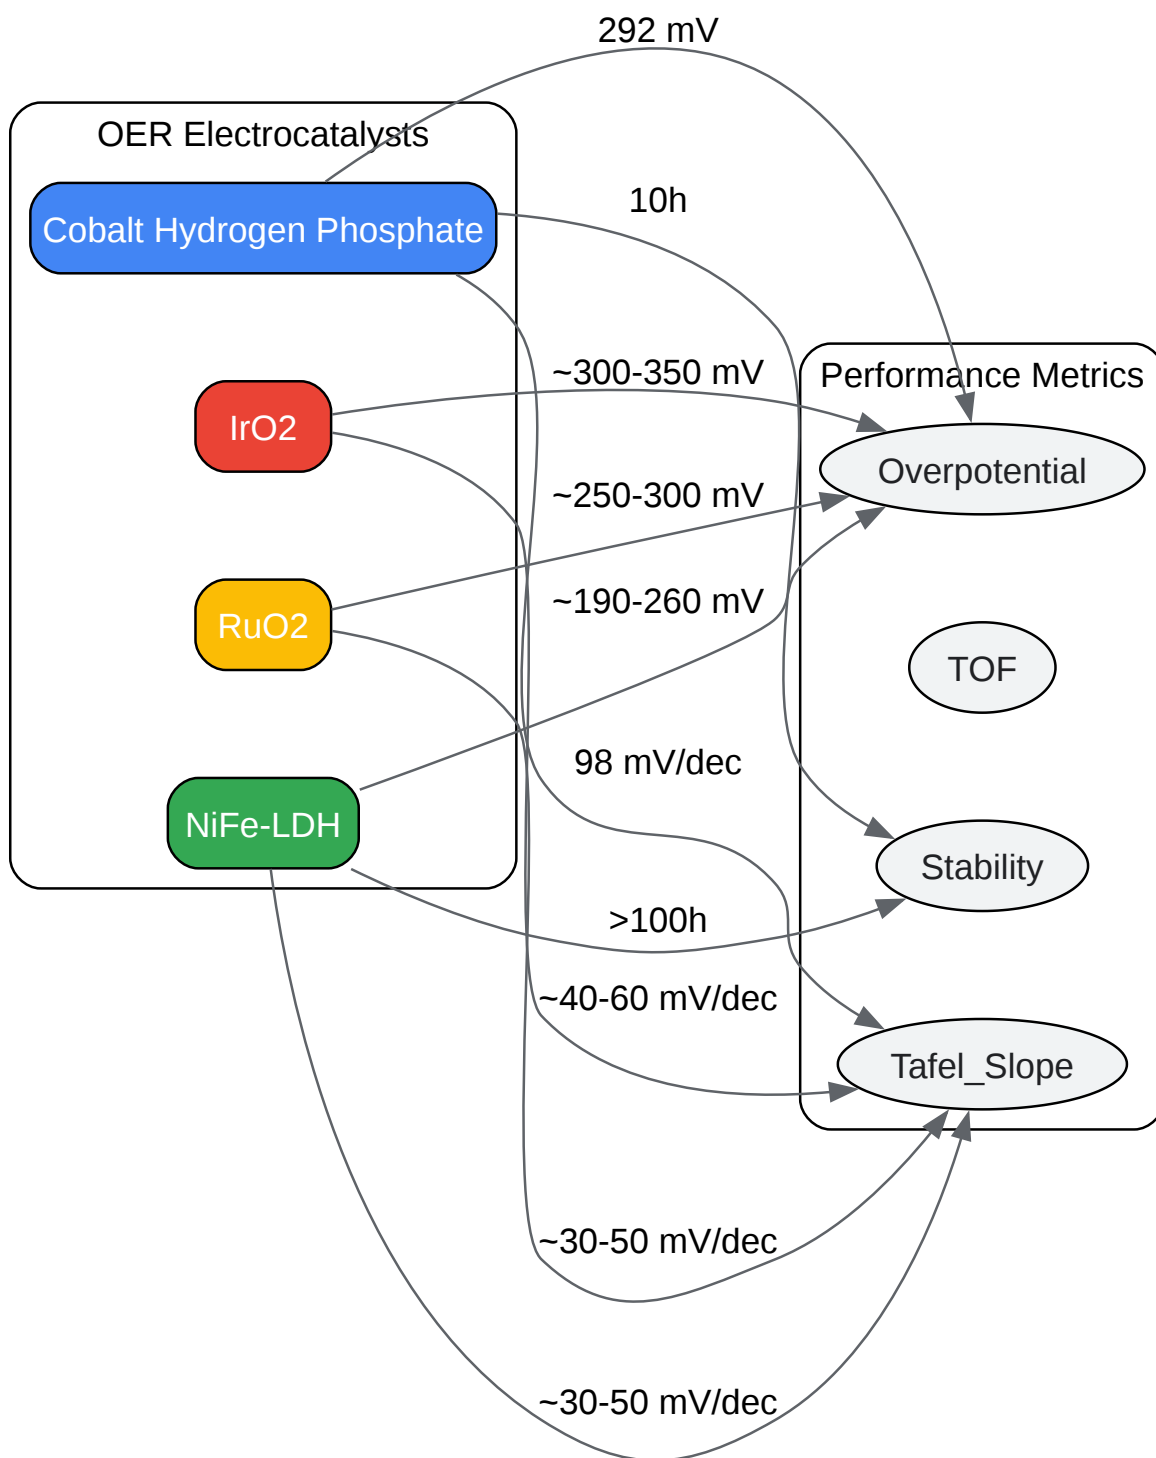 292 mV
OER Electrocatalysts
10h
Cobalt Hydrogen Phosphate
~300-350 mV
Performance Metrics
IrO2
Overpotential
~250-300 mV
~190-260 mV
RuO2
TOF
98 mV/dec
NiFe-LDH
Stability
>100h
~40-60 mV/dec
Tafel_Slope
~30-50 mV/dec
~30-50 mV/dec